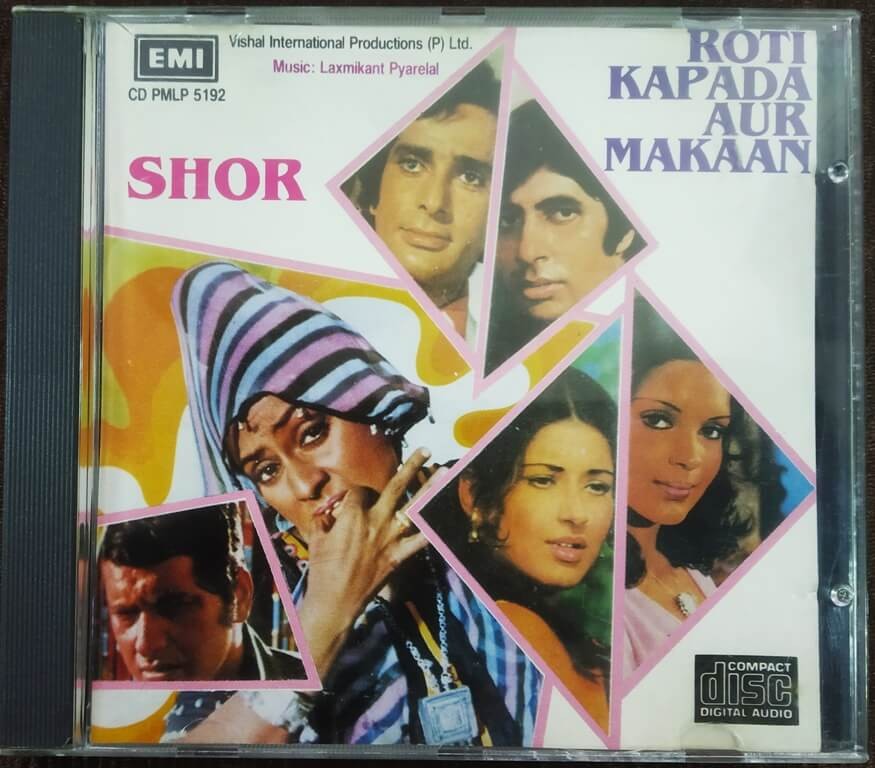 EMI
Vishal International Productions (P) Ltd.
Music: Laxmikant Pyarelal
CD PMLP 5192
SHOR
ROTI
KAPADA
AUR
MAKAAN
COMPACT
disc
DIGITAL AUDIO